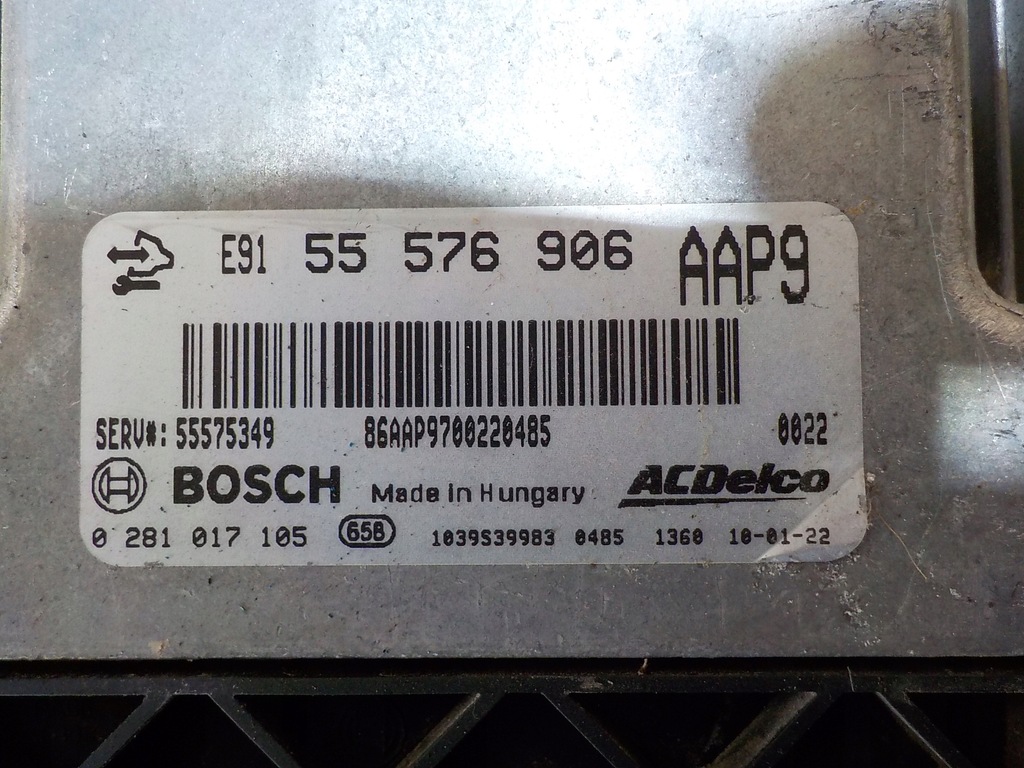 E91 55 576 906 AAP9
SERV#: 55575349 86AAP9700220485 0022
BOSCH Made in Hungary ACDelco
0 281 017 105 65B 1039S39983 0485 1360 10-01-22